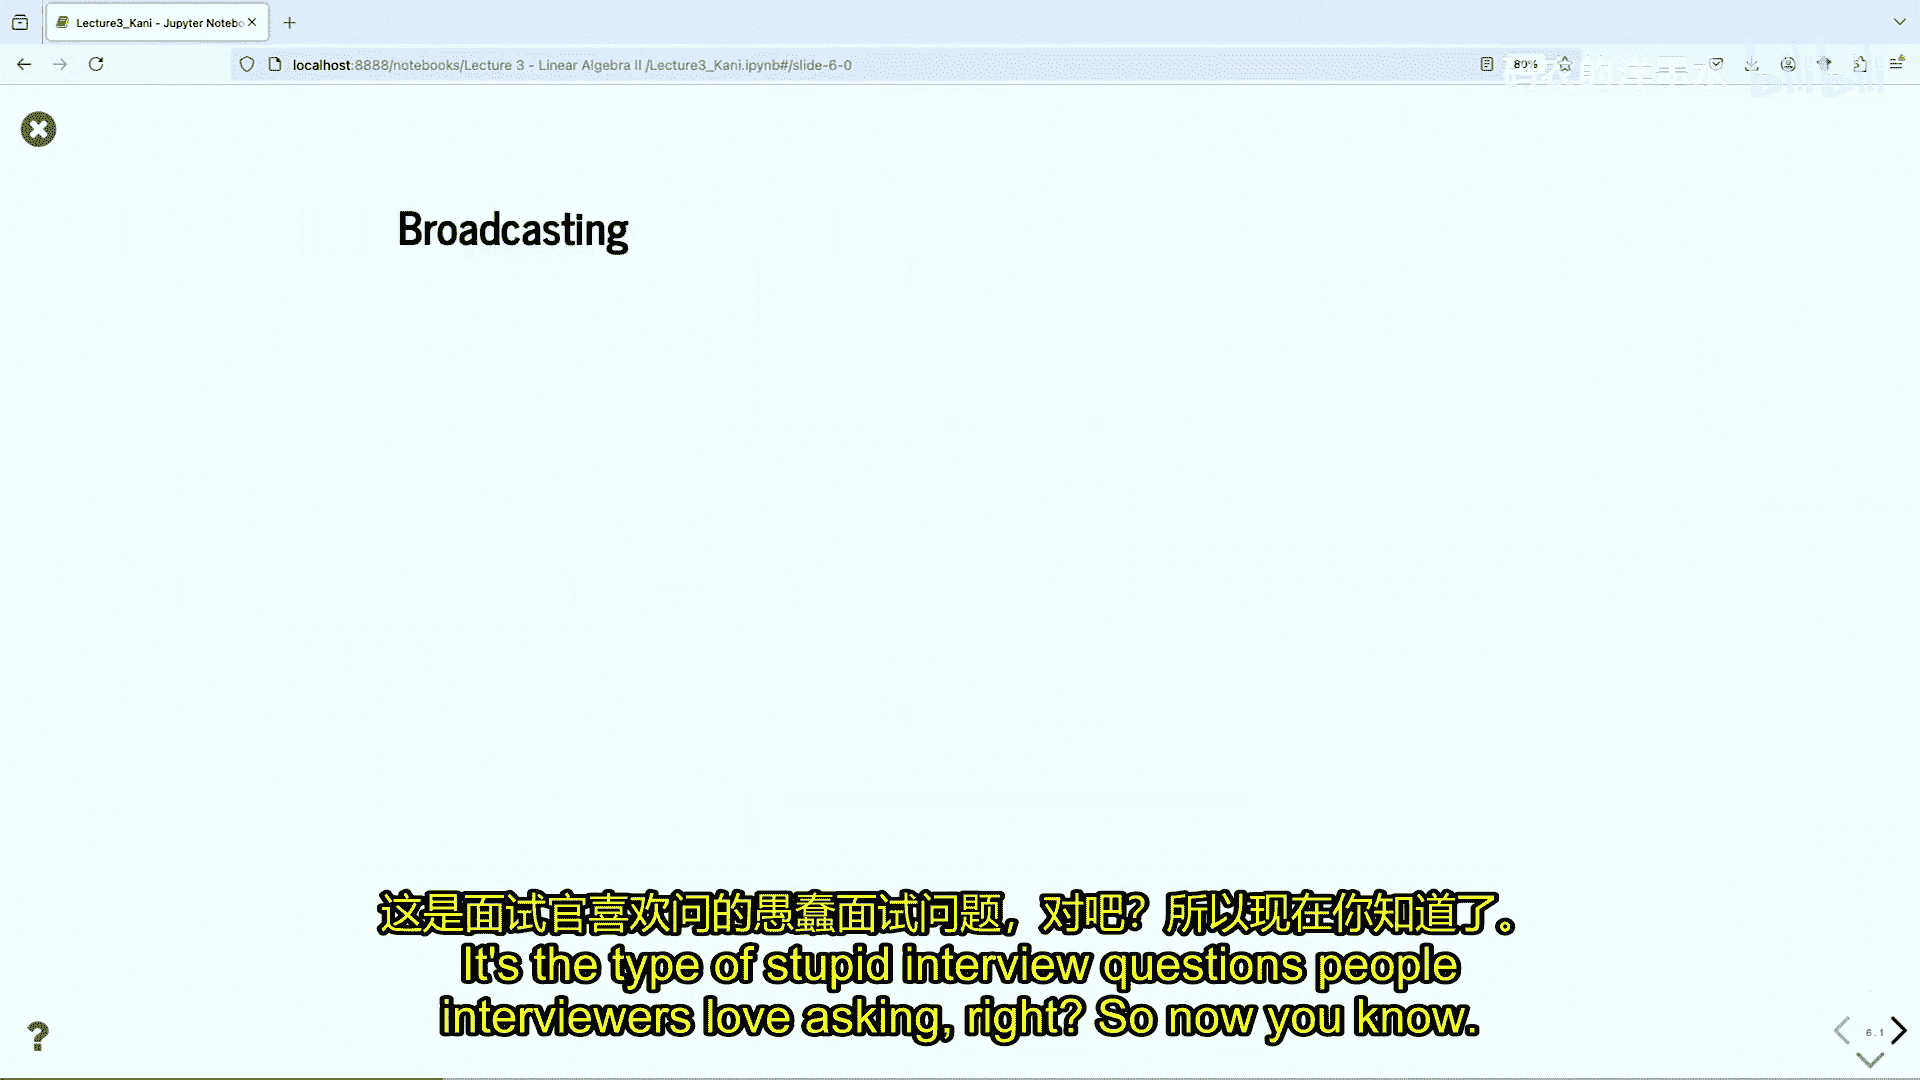 Lecture3_Kani - Jupyter Notebo
localhost:8888/notebooks/Lecture 3 - Linear Algebra II /Lecture3_Kani.ipynb#/slide-6-0
80%
Broadcasting
这是面试官喜欢问的愚蠢面试问题，对吧？所以现在你知道了。
It's the type of stupid interview questions people
interviewers love asking, right? So now you know.
?
6.1